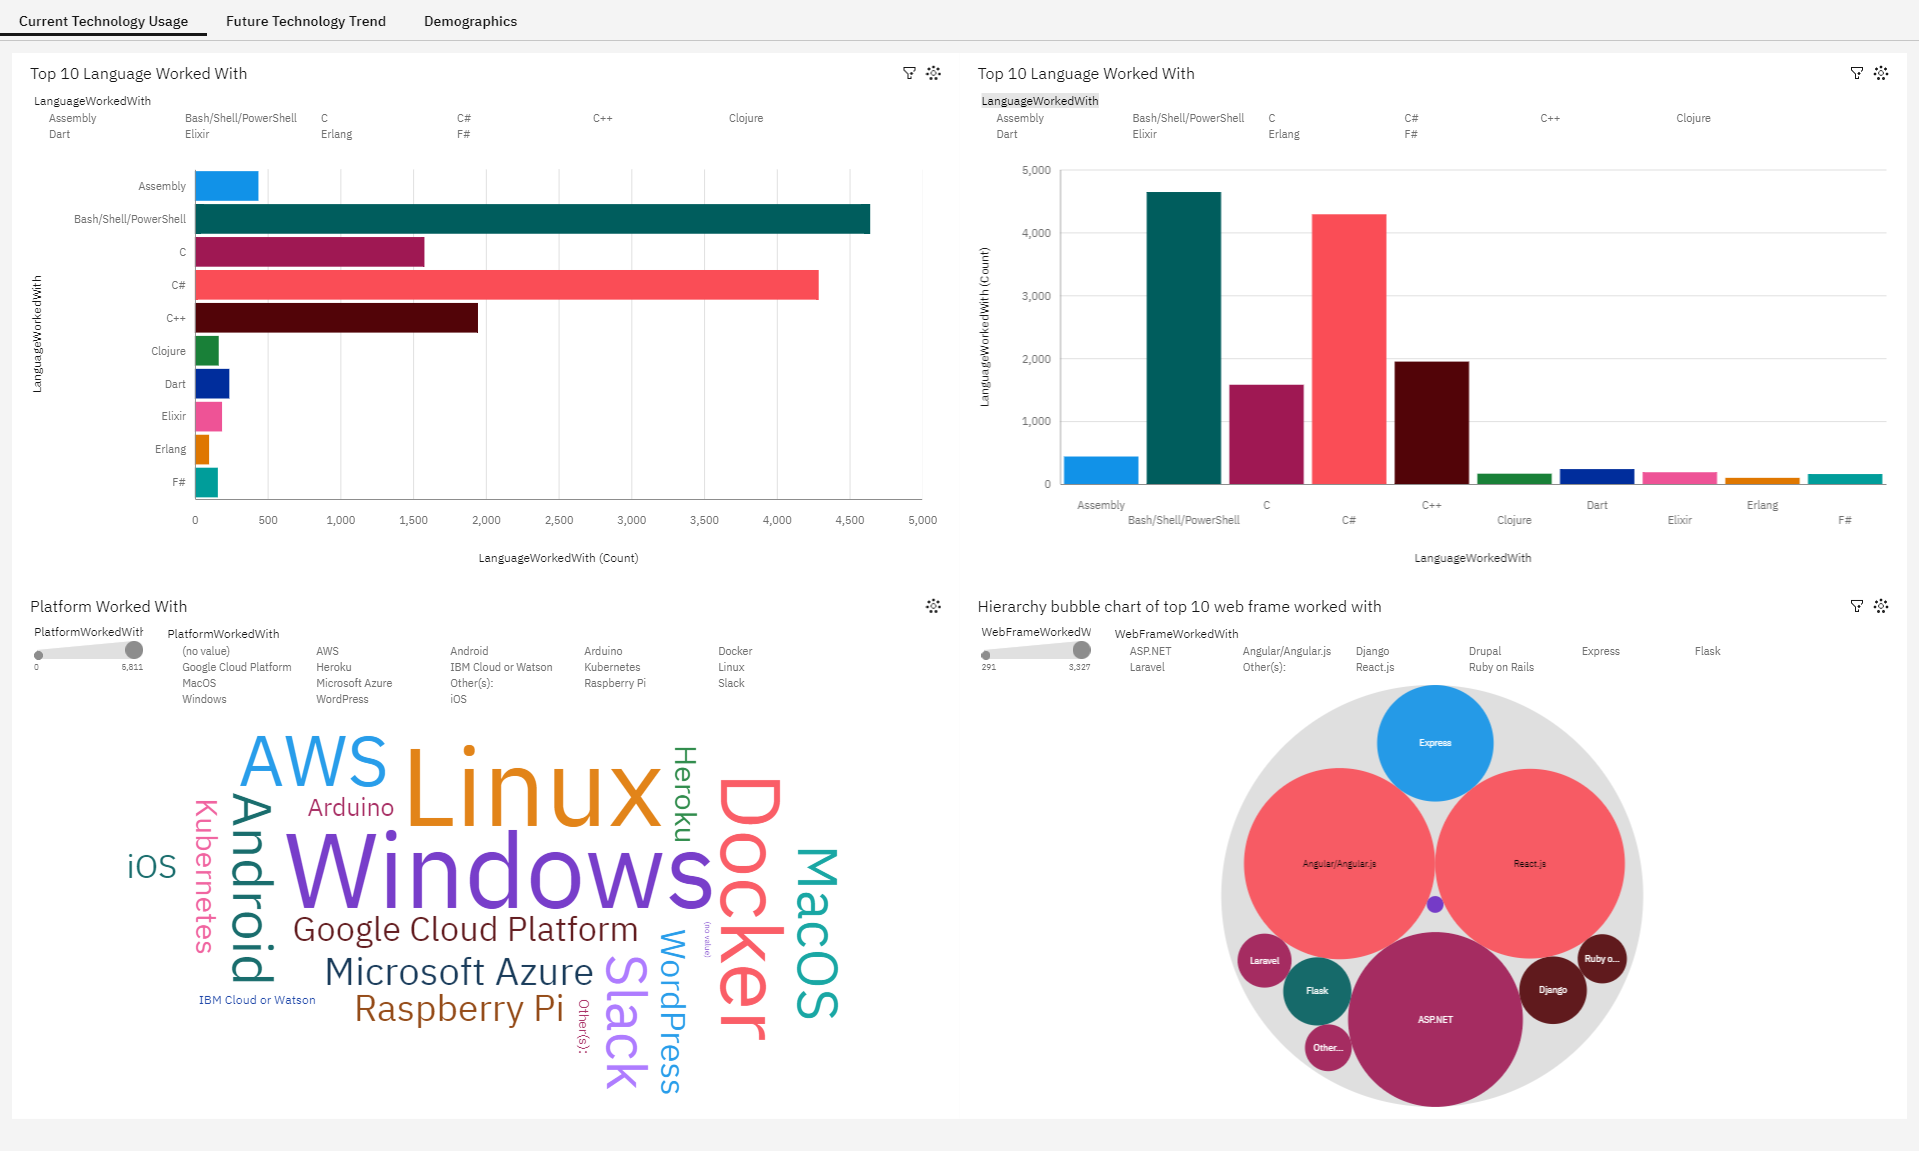 Current Technology Usage Future Technology Trend Demographics
Top 10 Language Worked With
LanguageWorkedWith
Assembly Bash/Shell/PowerShell C C# C++ Clojure
Dart Elixir Erlang F#
Assembly
Bash/Shell/PowerShell
C
C#
C++
Clojure
Dart
Elixir
Erlang
F#
LanguageWorkedWith
0 500 1,000 1,500 2,000 2,500 3,000 3,500 4,000 4,500 5,000
LanguageWorkedWith (Count)
Top 10 Language Worked With
LanguageWorkedWith
Assembly Bash/Shell/PowerShell C C# C++ Clojure
Dart Elixir Erlang F#
5,000
4,000
3,000
2,000
1,000
0
LanguageWorkedWith (Count)
Assembly C C++ Dart Erlang
Bash/Shell/PowerShell C# Clojure Elixir F#
LanguageWorkedWith
Platform Worked With
PlatformWorkedWith
0 5,811
PlatformWorkedWith
(no value) AWS Android Arduino Docker
Google Cloud Platform Heroku IBM Cloud or Watson Kubernetes Linux
MacOS Microsoft Azure Other(s): Raspberry Pi Slack
Windows WordPress iOS
AWS
Linux
Heroku
Docker
Arduino
Kubernetes
Android
Windows
iOS
MacOS
Google Cloud Platform
(no value)
WordPress
Microsoft Azure
Slack
IBM Cloud or Watson
Raspberry Pi
Other(s):
Hierarchy bubble chart of top 10 web frame worked with
WebFrameWorkedW
291 3,327
WebFrameWorkedWith
ASP.NET Angular/Angular.js Django Drupal Express Flask
Laravel Other(s): React.js Ruby on Rails
Express
Angular/Angular.js
React.js
Laravel
Ruby o...
Flask
Django
ASP.NET
Other...